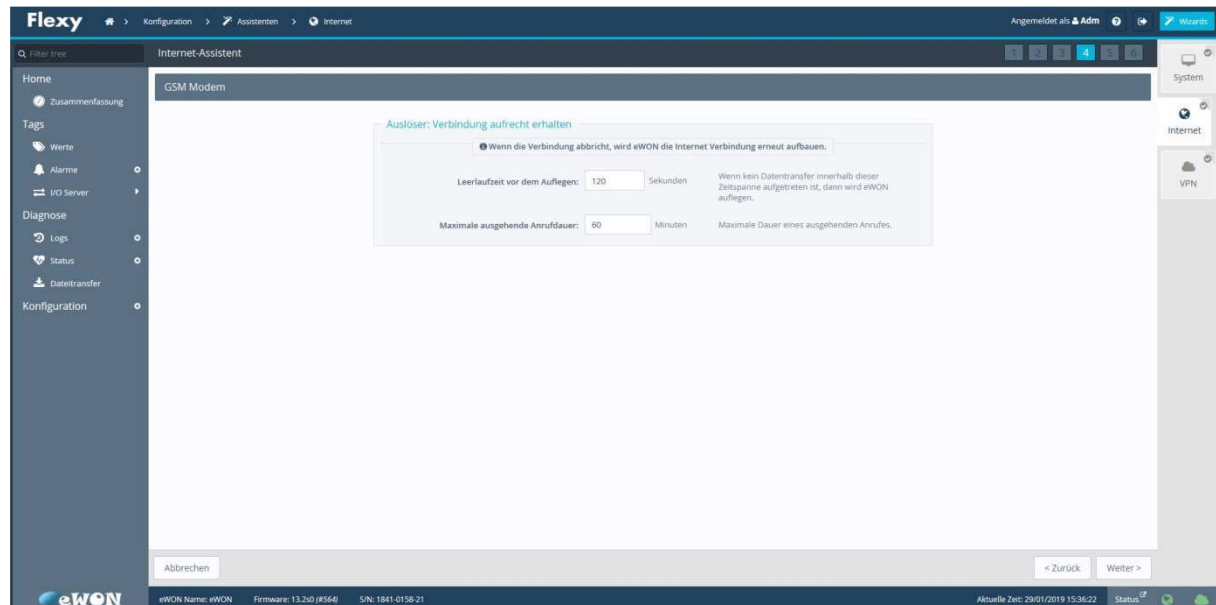 Flexy
Konfiguration > Assistenten > Internet
Angemeldet als Adm
Wizards
Filter tree
Internet-Assistent
1 2 3 4 5 6
System
Internet
VPN
Home
Zusammenfassung
Tags
Werte
Alarme
I/O Server
Diagnose
Logs
Status
Dateitransfer
Konfiguration
GSM Modem
Auslöser: Verbindung aufrecht erhalten
Wenn die Verbindung abbricht, wird eWON die Internet Verbindung erneut aufbauen.
Leerlaufzeit vor dem Auflegen: 120 Sekunden
Wenn kein Datentransfer innerhalb dieser
Zeitspanne aufgetreten ist, dann wird eWON
auflegen.
Maximale ausgehende Anrufdauer: 60 Minuten
Maximale Dauer eines ausgehenden Anrufes.
Abbrechen
< Zurück
Weiter >
eWON
eWON Name: eWON Firmware: 13.2s0 (#564) S/N: 1841-0158-21
Aktuelle Zeit: 29/01/2019 15:36:22 Status